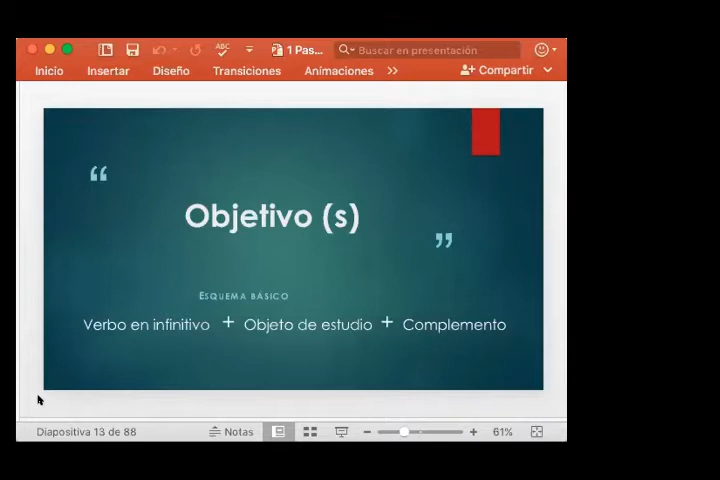 ABC
1 Pas...
Buscar en presentación
Inicio
Insertar
Diseño
Transiciones
Animaciones
Compartir
“
Objetivo (s)
”
ESQUEMA BÁSICO
Verbo en infinitivo + Objeto de estudio + Complemento
Diapositiva 13 de 88
Notas
61%